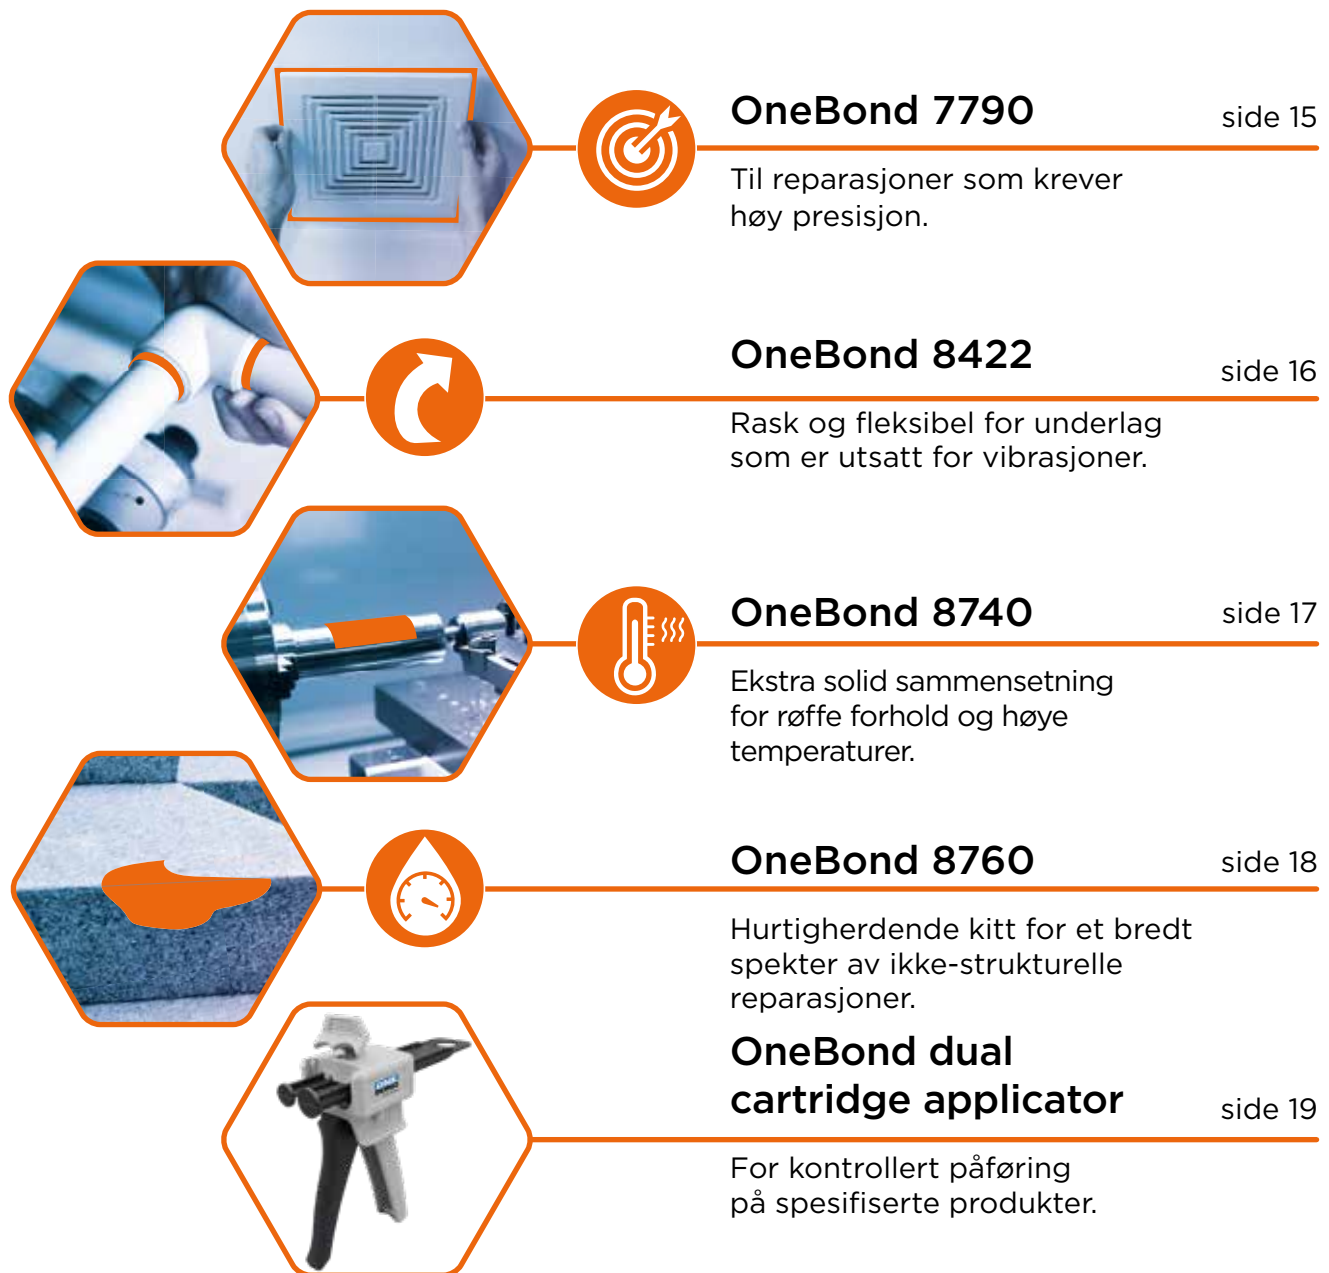 OneBond 7790
side 15
Til reparasjoner som krever
høy presisjon.
OneBond 8422
side 16
Rask og fleksibel for underlag
som er utsatt for vibrasjoner.
OneBond 8740
side 17
Ekstra solid sammensetning
for røffe forhold og høye
temperaturer.
OneBond 8760
side 18
Hurtigherdende kitt for et bredt
spekter av ikke-strukturelle
reparasjoner.
OneBond dual
cartridge applicator
side 19
For kontrollert påføring
på spesifiserte produkter.